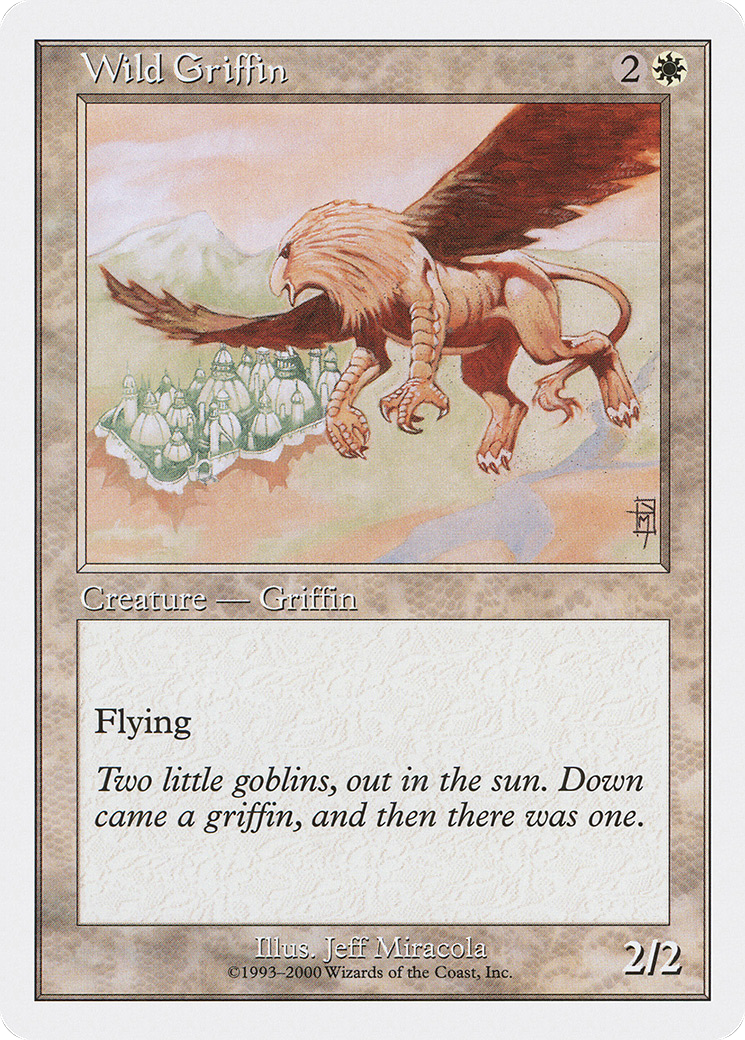 Wild Griffin 2
Creature — Griffin
Flying
Two little goblins, out in the sun. Down
came a griffin, and then there was one.
Illus. Jeff Miracola
©1993–2000 Wizards of the Coast, Inc.
2/2